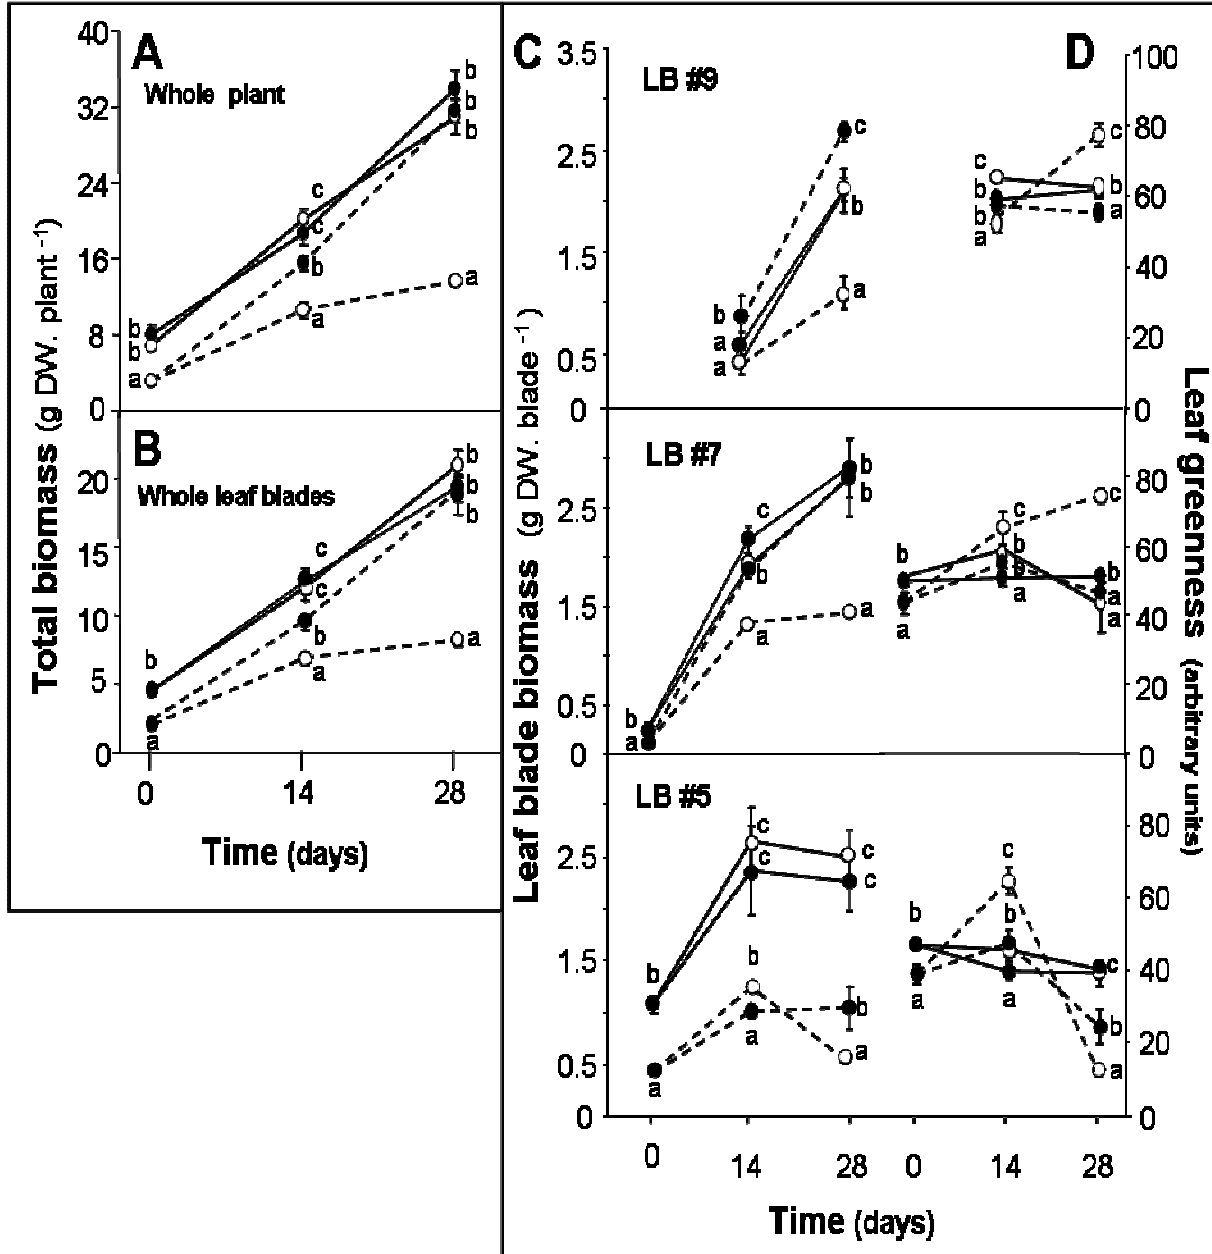 A
Whole plant
40
32
24
16
8
0
b
b
b
c
c
b
a
b
b
a
a
B
Whole leaf blades
20
15
10
5
0
b
b
b
c
c
b
a
b
a
a
0
14
28
Time (days)
Total biomass (g DW. plant -1)
C
LB #9
3.5
2.5
1.5
0.5
0
c
b
a
b
a
a
LB #7
2.5
1.5
0.5
0
b
b
c
b
a
a
b
a
LB #5
2.5
1.5
0.5
0
c
c
c
c
b
b
b
a
a
a
0
14
28
Leaf blade biomass (g DW. blade -1)
D
100
80
60
40
20
0
c
c
b
b
b
a
a
80
60
40
20
0
c
c
b
b
b
b
a
a
a
a
80
60
40
20
0
c
b
b
c
a
a
b
a
0
14
28
Time (days)
Leaf greenness (arbitrary units)